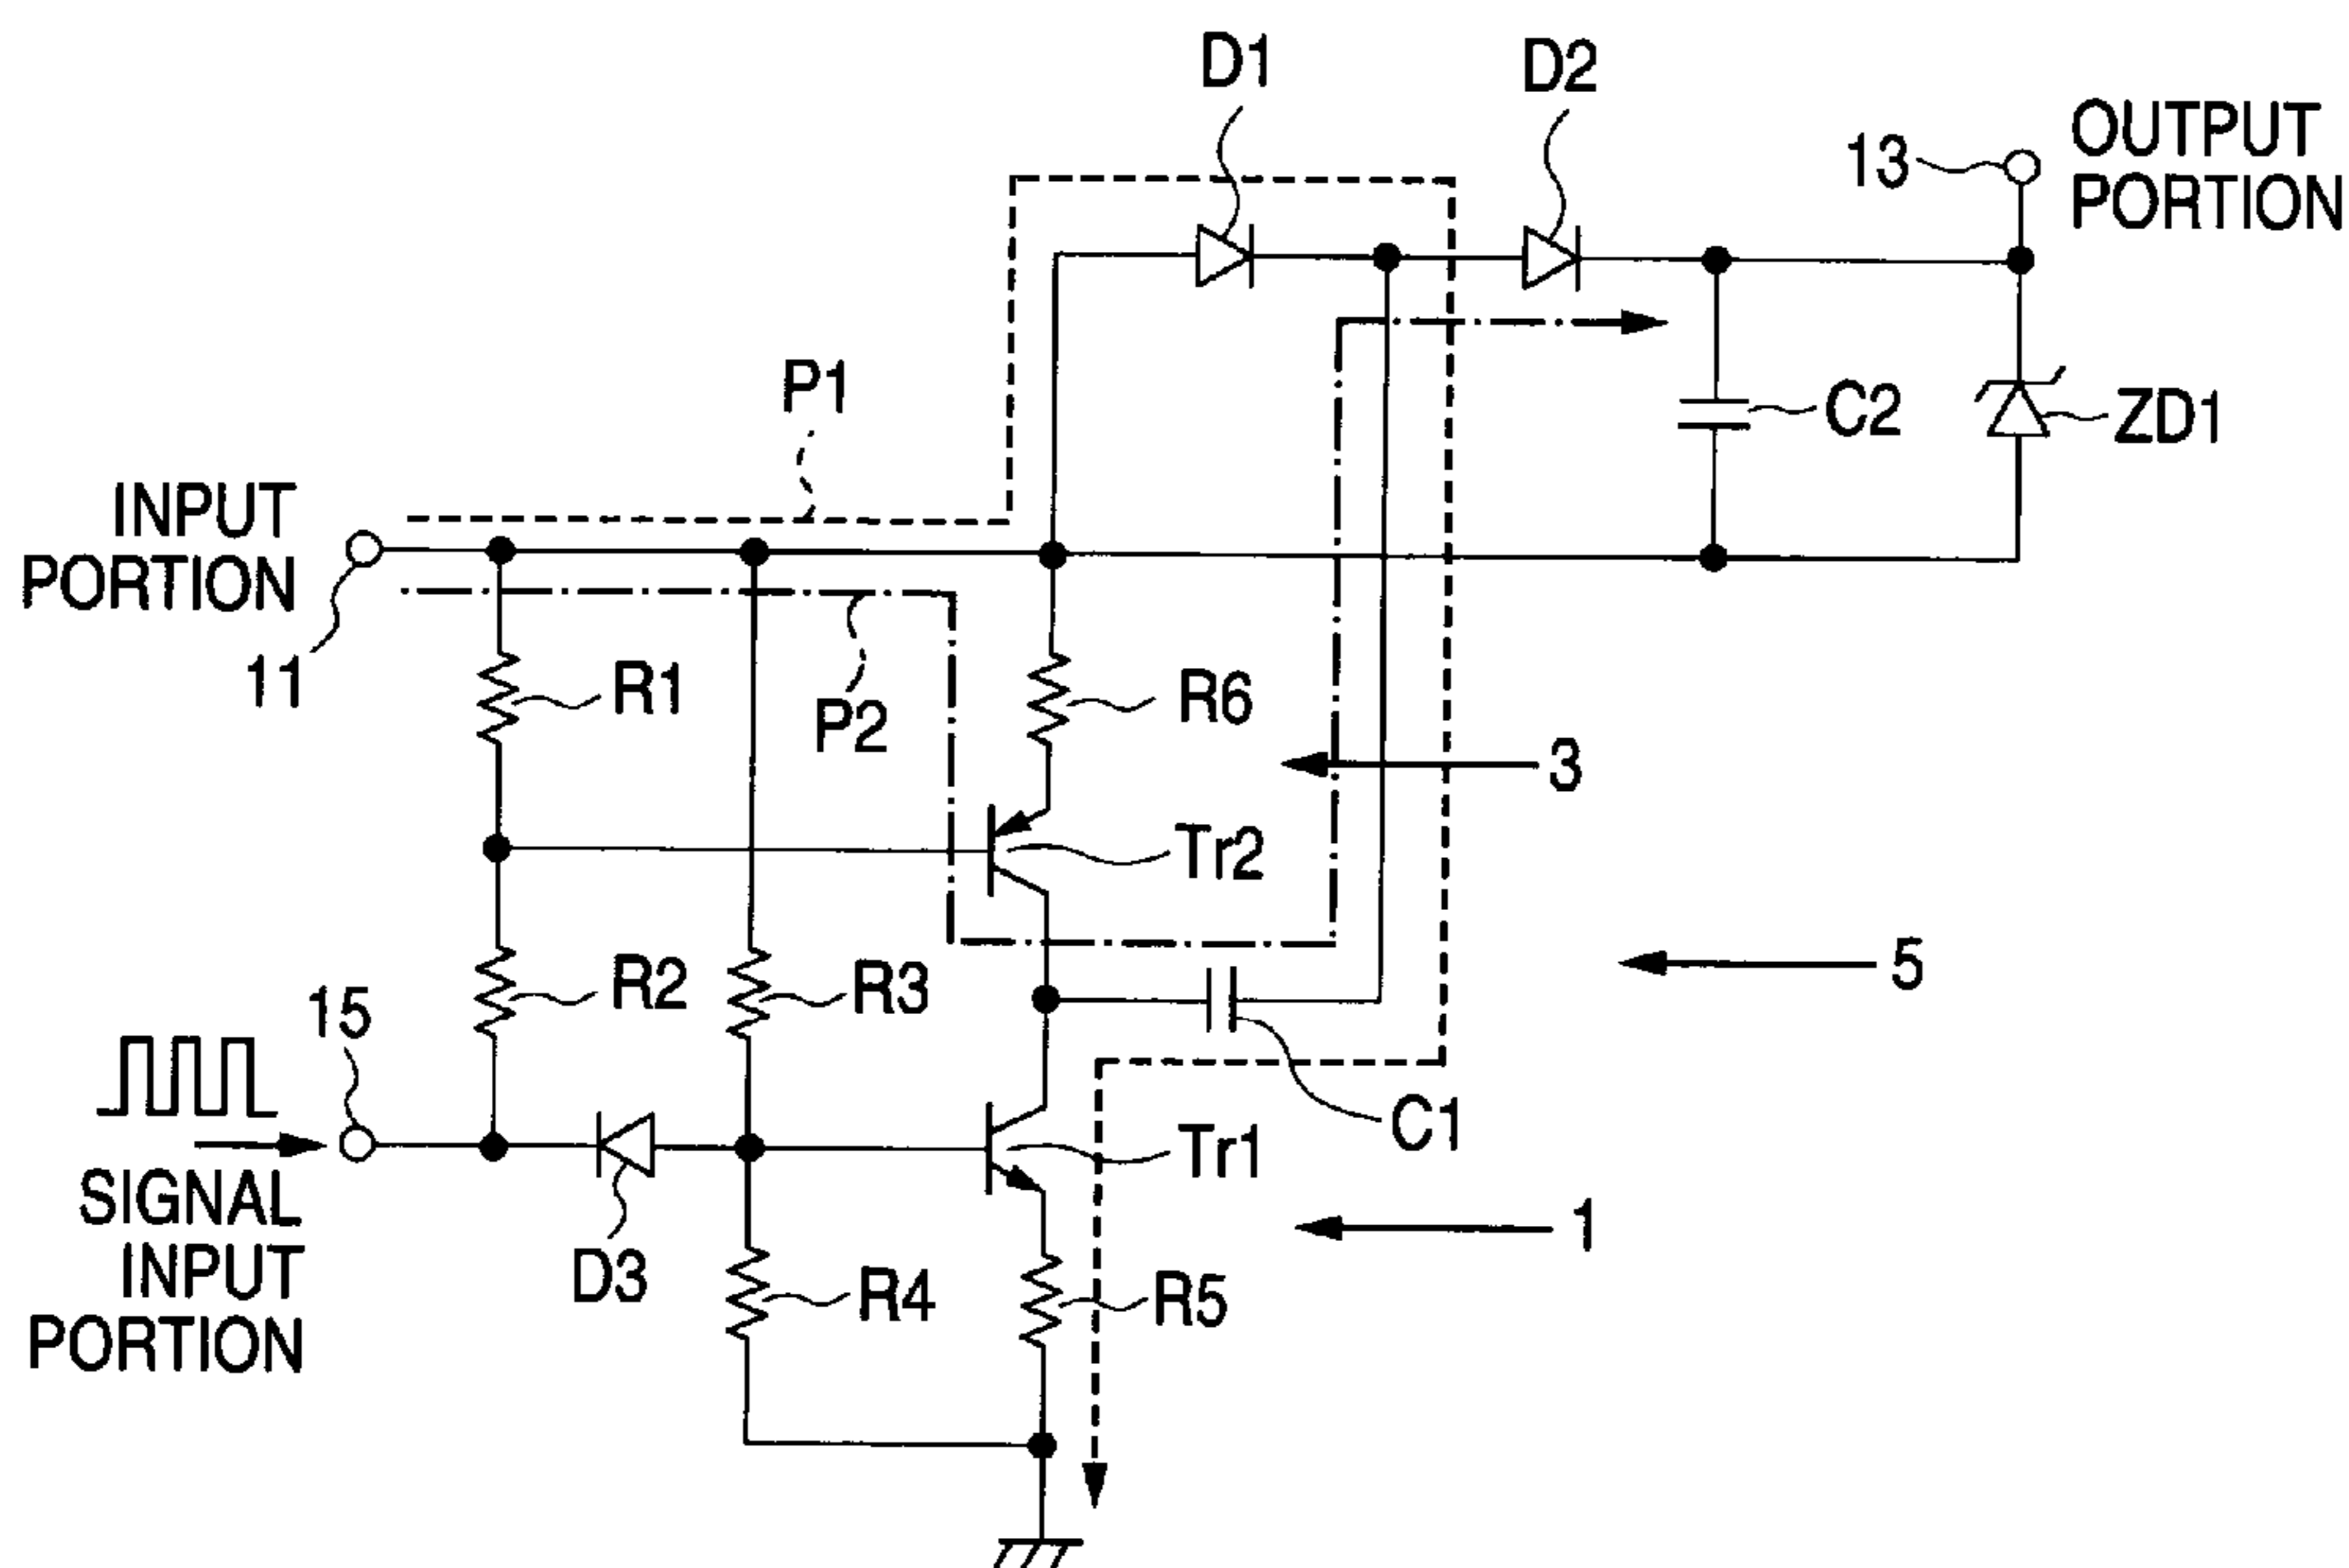 D1
D2
13
OUTPUT
PORTION
P1
C2
ZD1
INPUT
PORTION
11
R1
P2
R6
3
Tr2
R2
R3
5
15
C1
Tr1
SIGNAL
INPUT
PORTION
D3
R4
R5
1